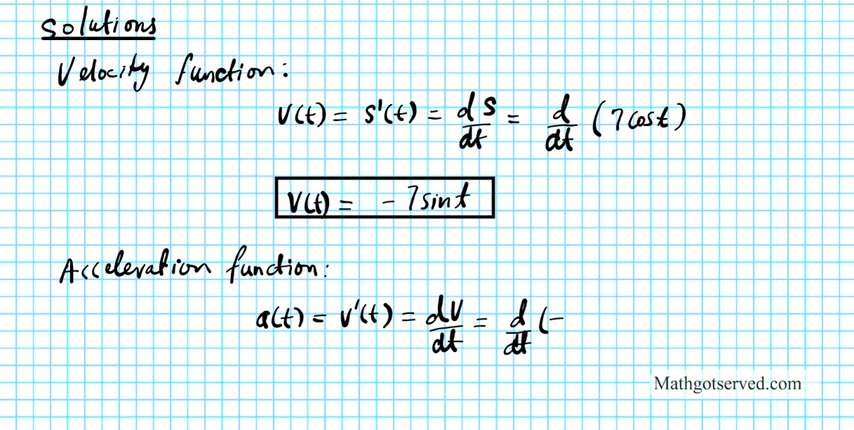 Solutions
Velocity function:
V(t) = s'(t) = ds/dt = d/dt (7cost)
V(t) = - 7sint
Acceleration function:
a(t) = v'(t) = dV/dt = d/dt (-
Mathgotserved.com